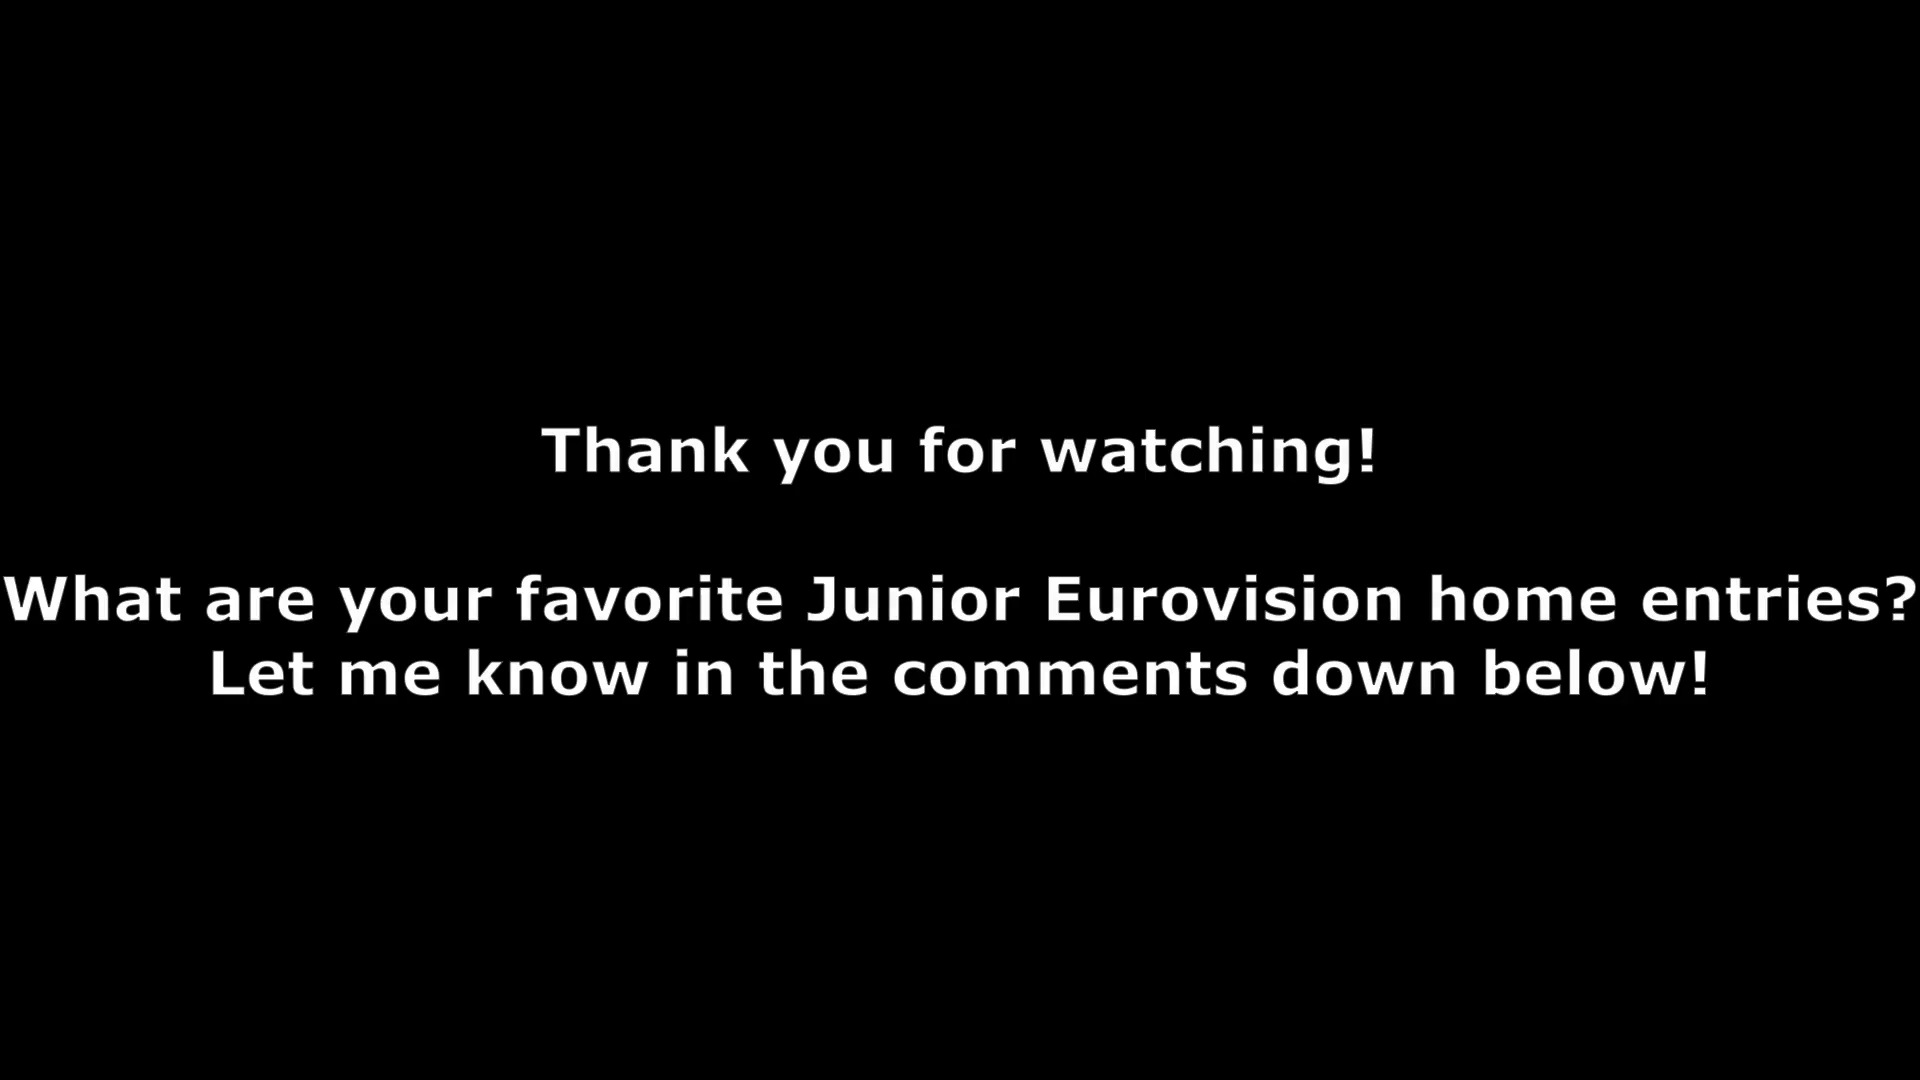 Thank you for watching!
What are your favorite Junior Eurovision home entries?
Let me know in the comments down below!